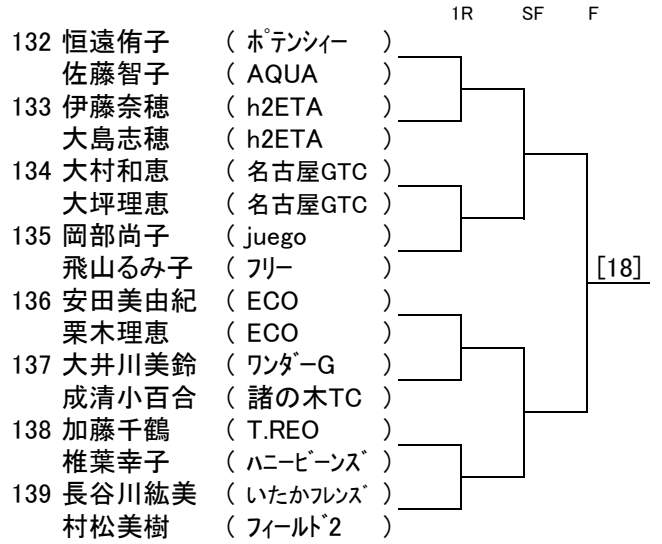 1R SF F
132 恒遠侑子 ( ﾎﾟﾃﾝｼｨｰ )
佐藤智子 ( AQUA )
133 伊藤奈穂 ( h2ETA )
大島志穂 ( h2ETA )
134 大村和恵 ( 名古屋GTC )
大坪理恵 ( 名古屋GTC )
135 岡部尚子 ( juego )
飛山るみ子 ( ﾌﾘｰ )
[18]
136 安田美由紀 ( ECO )
栗木理恵 ( ECO )
137 大井川美鈴 ( ﾜﾝﾀﾞｰG )
成清小百合 ( 諸の木TC )
138 加藤千鶴 ( T.REO )
椎葉幸子 ( ﾊﾆｰﾋﾞｰﾝｽﾞ )
139 長谷川紘美 ( いたかﾌﾚﾝｽﾞ )
村松美樹 ( ﾌｨｰﾙﾄﾞ2 )